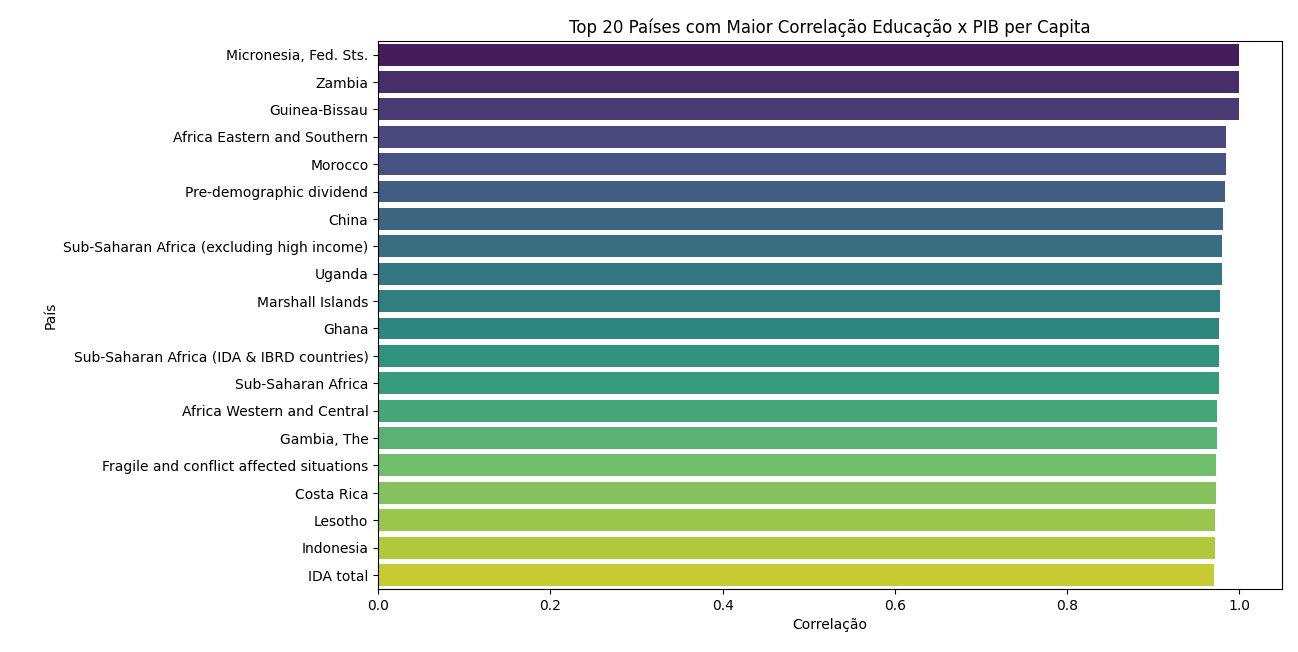 Top 20 Países com Maior Correlação Educação x PIB per Capita
Micronesia, Fed. Sts.
Zambia
Guinea-Bissau
Africa Eastern and Southern
Morocco
Pre-demographic dividend
China
Sub-Saharan Africa (excluding high income)
Uganda
Marshall Islands
Ghana
Sub-Saharan Africa (IDA & IBRD countries)
Sub-Saharan Africa
Africa Western and Central
Gambia, The
Fragile and conflict affected situations
Costa Rica
Lesotho
Indonesia
IDA total
País
0.0 0.2 0.4 0.6 0.8 1.0
Correlação